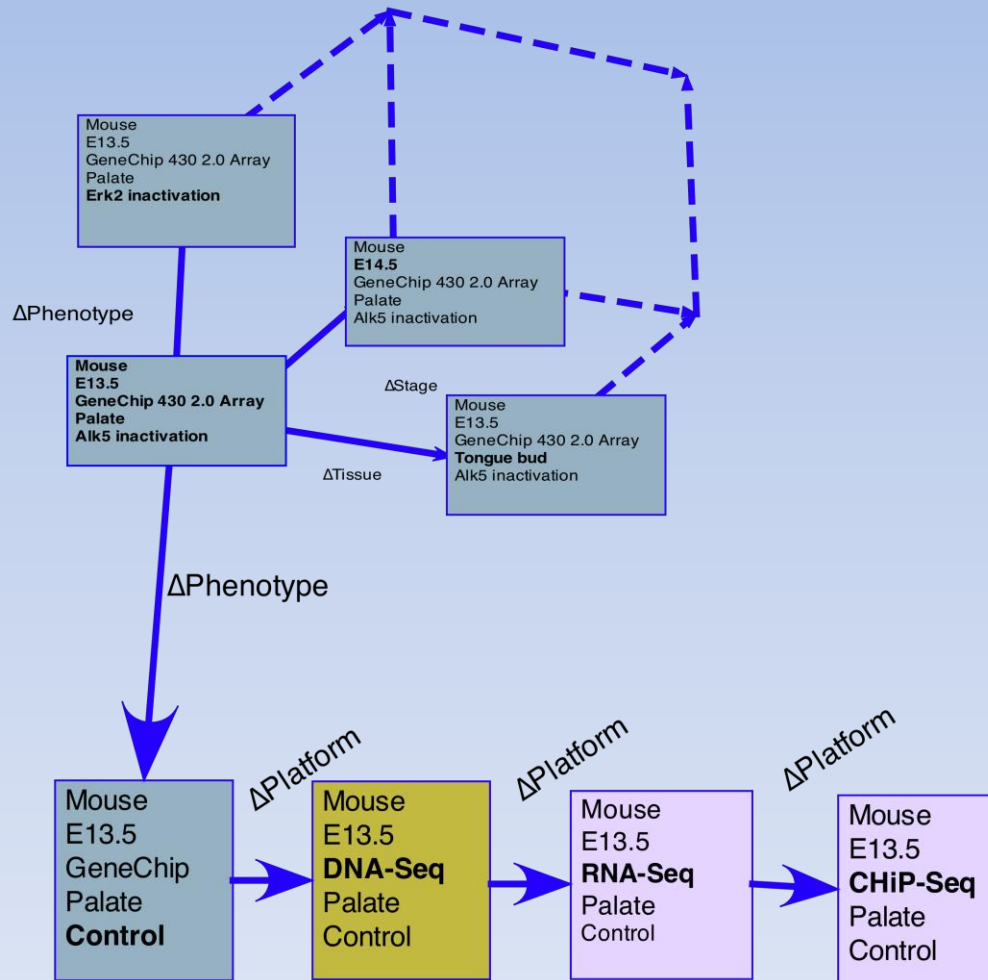 Mouse
E13.5
GeneChip 430 2.0 Array
Palate
Erk2 inactivation
Mouse
E14.5
GeneChip 430 2.0 Array
Palate
Alk5 inactivation
ΔPhenotype
Mouse
E13.5
GeneChip 430 2.0 Array
Palate
Alk5 inactivation
ΔStage
Mouse
E13.5
GeneChip 430 2.0 Array
Tongue bud
Alk5 inactivation
ΔTissue
ΔPhenotype
ΔPlatform
ΔPlatform
ΔPlatform
Mouse
E13.5
GeneChip
Palate
Control
Mouse
E13.5
DNA-Seq
Palate
Control
Mouse
E13.5
RNA-Seq
Palate
Control
Mouse
E13.5
CHiP-Seq
Palate
Control